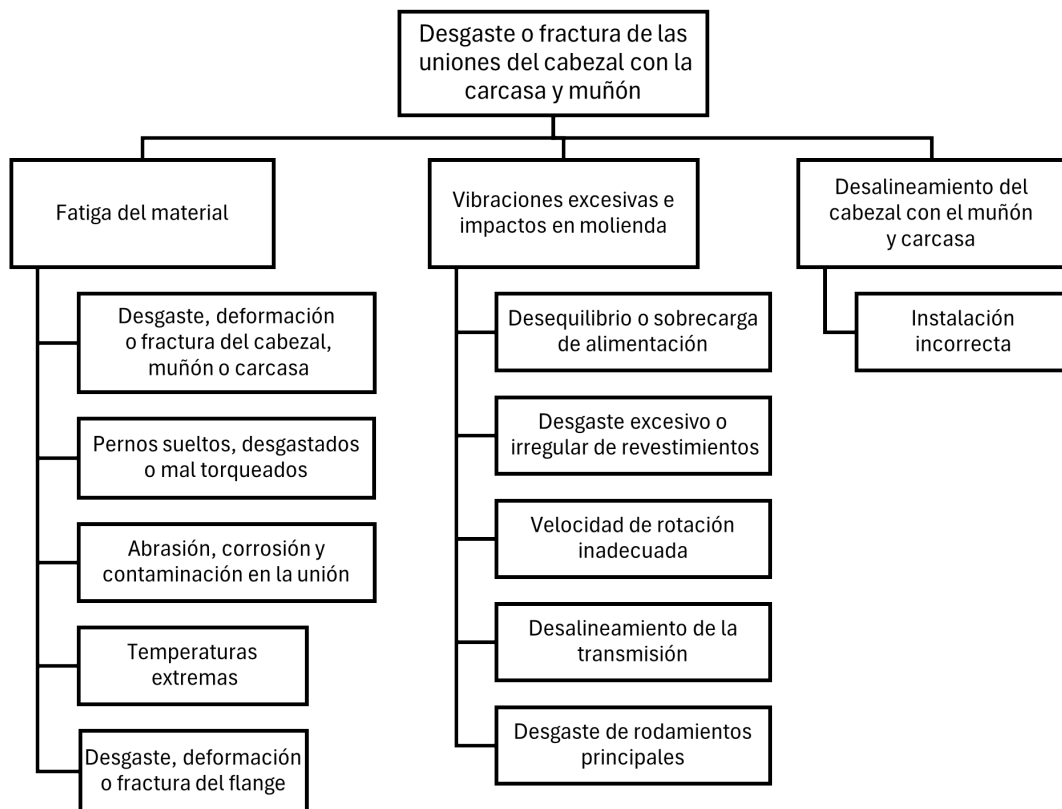 Desgaste o fractura de las
uniones del cabezal con la
carcasa y muñón
Fatiga del material
Desgaste, deformación
o fractura del cabezal,
muñón o carcasa
Pernos sueltos, desgastados
o mal torqueados
Abrasión, corrosión y
contaminación en la unión
Temperaturas
extremas
Desgaste, deformación
o fractura del flange
Vibraciones excesivas e
impactos en molienda
Desequilibrio o sobrecarga
de alimentación
Desgaste excesivo o
irregular de revestimientos
Velocidad de rotación
inadecuada
Desalineamiento de la
transmisión
Desgaste de rodamientos
principales
Desalineamiento del
cabezal con el muñón
y carcasa
Instalación
incorrecta